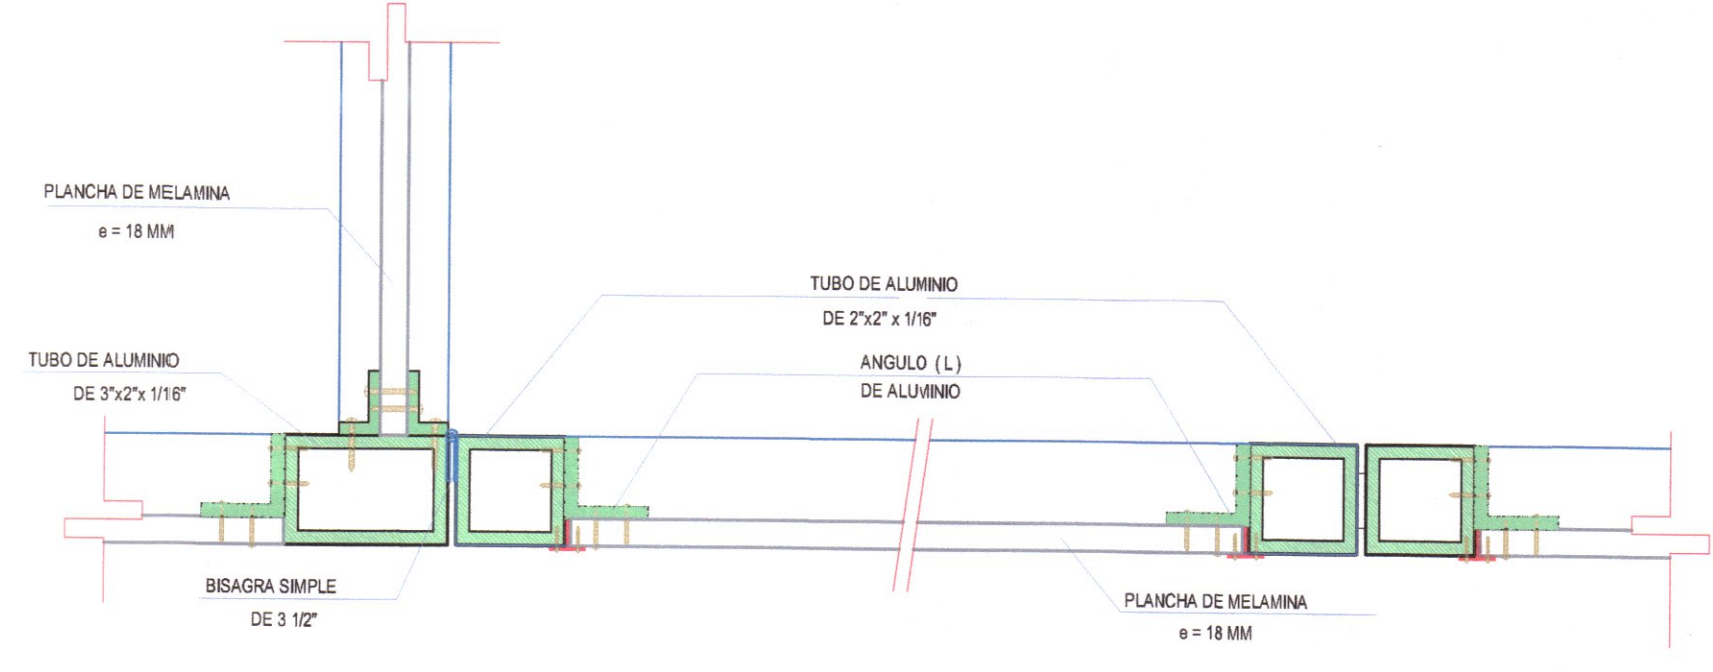 PLANCHA DE MELAMINA
e = 18 MM
TUBO DE ALUMINIO
DE 2"x2" x 1/16"
TUBO DE ALUMINIO
DE 3"x2"x 1/16"
ANGULO ( L )
DE ALUMINIO
BISAGRA SIMPLE
DE 3 1/2"
PLANCHA DE MELAMINA
e = 18 MM